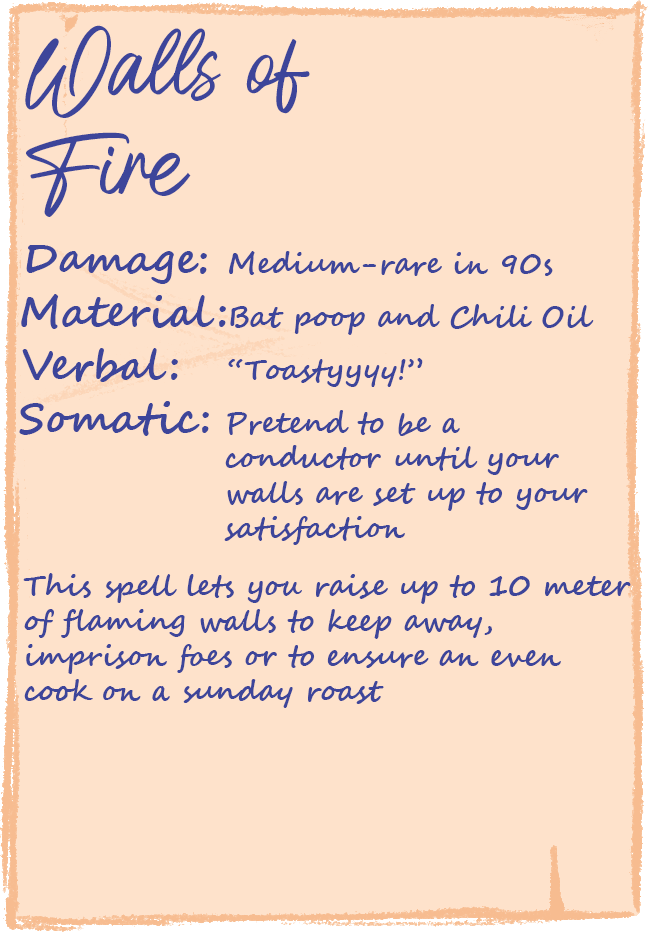 Walls of
Fire
Damage: Medium-rare in 90s
Material: Bat poop and Chili Oil
Verbal: “Toastyyyy!”
Somatic: Pretend to be a
conductor until your
walls are set up to your
satisfaction
This spell lets you raise up to 10 meter
of flaming walls to keep away,
imprison foes or to ensure an even
cook on a sunday roast